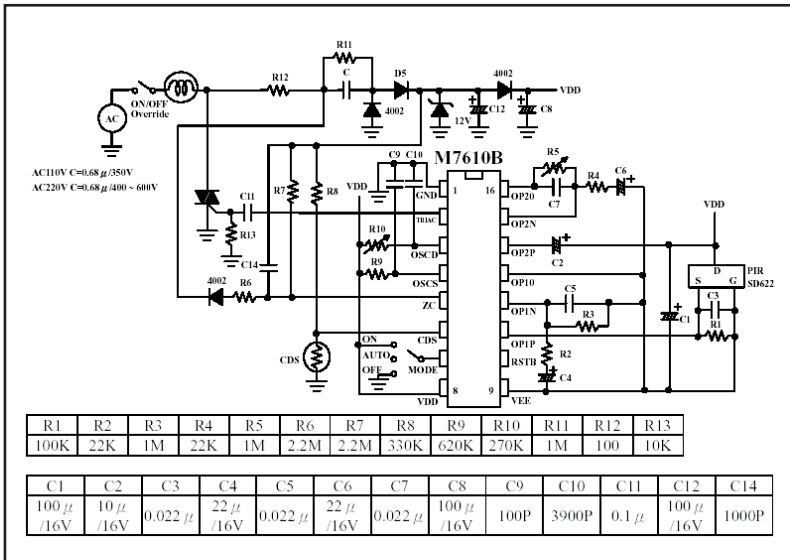 R11
R12
C
D5
4002
VDD
ON/OFF
Override
AC
4002
12V
C12
C8
AC110V C=0.68μ/350V
AC220V C=0.68μ/400 ~ 600V
C9
C10
M7610B
R5
C6
VDD
R7
R8
GND
1
16
OP20
C7
R4
C11
TRIAC
OP2N
VDD
R13
R10
OSCD
OP2P
C2
PIR
SD622
D
S
G
C14
R9
OSCS
OP10
C3
4002
R6
ZC
OP1N
C5
C1
R1
R3
CDS
OP1P
ON
AUTO
OFF
MODE
R2
CDS
RSTB
C4
VDD
8
9
VEE
R1 R2 R3 R4 R5 R6 R7 R8 R9 R10 R11 R12 R13
100K 22K 1M 22K 1M 2.2M 2.2M 330K 620K 270K 1M 100 10K
C1 C2 C3 C4 C5 C6 C7 C8 C9 C10 C11 C12 C14
100μ 10μ 0.022μ 22μ 0.022μ 22μ 0.022μ 100μ 100P 3900P 0.1μ 100μ 1000P
/16V /16V /16V /16V /16V /16V